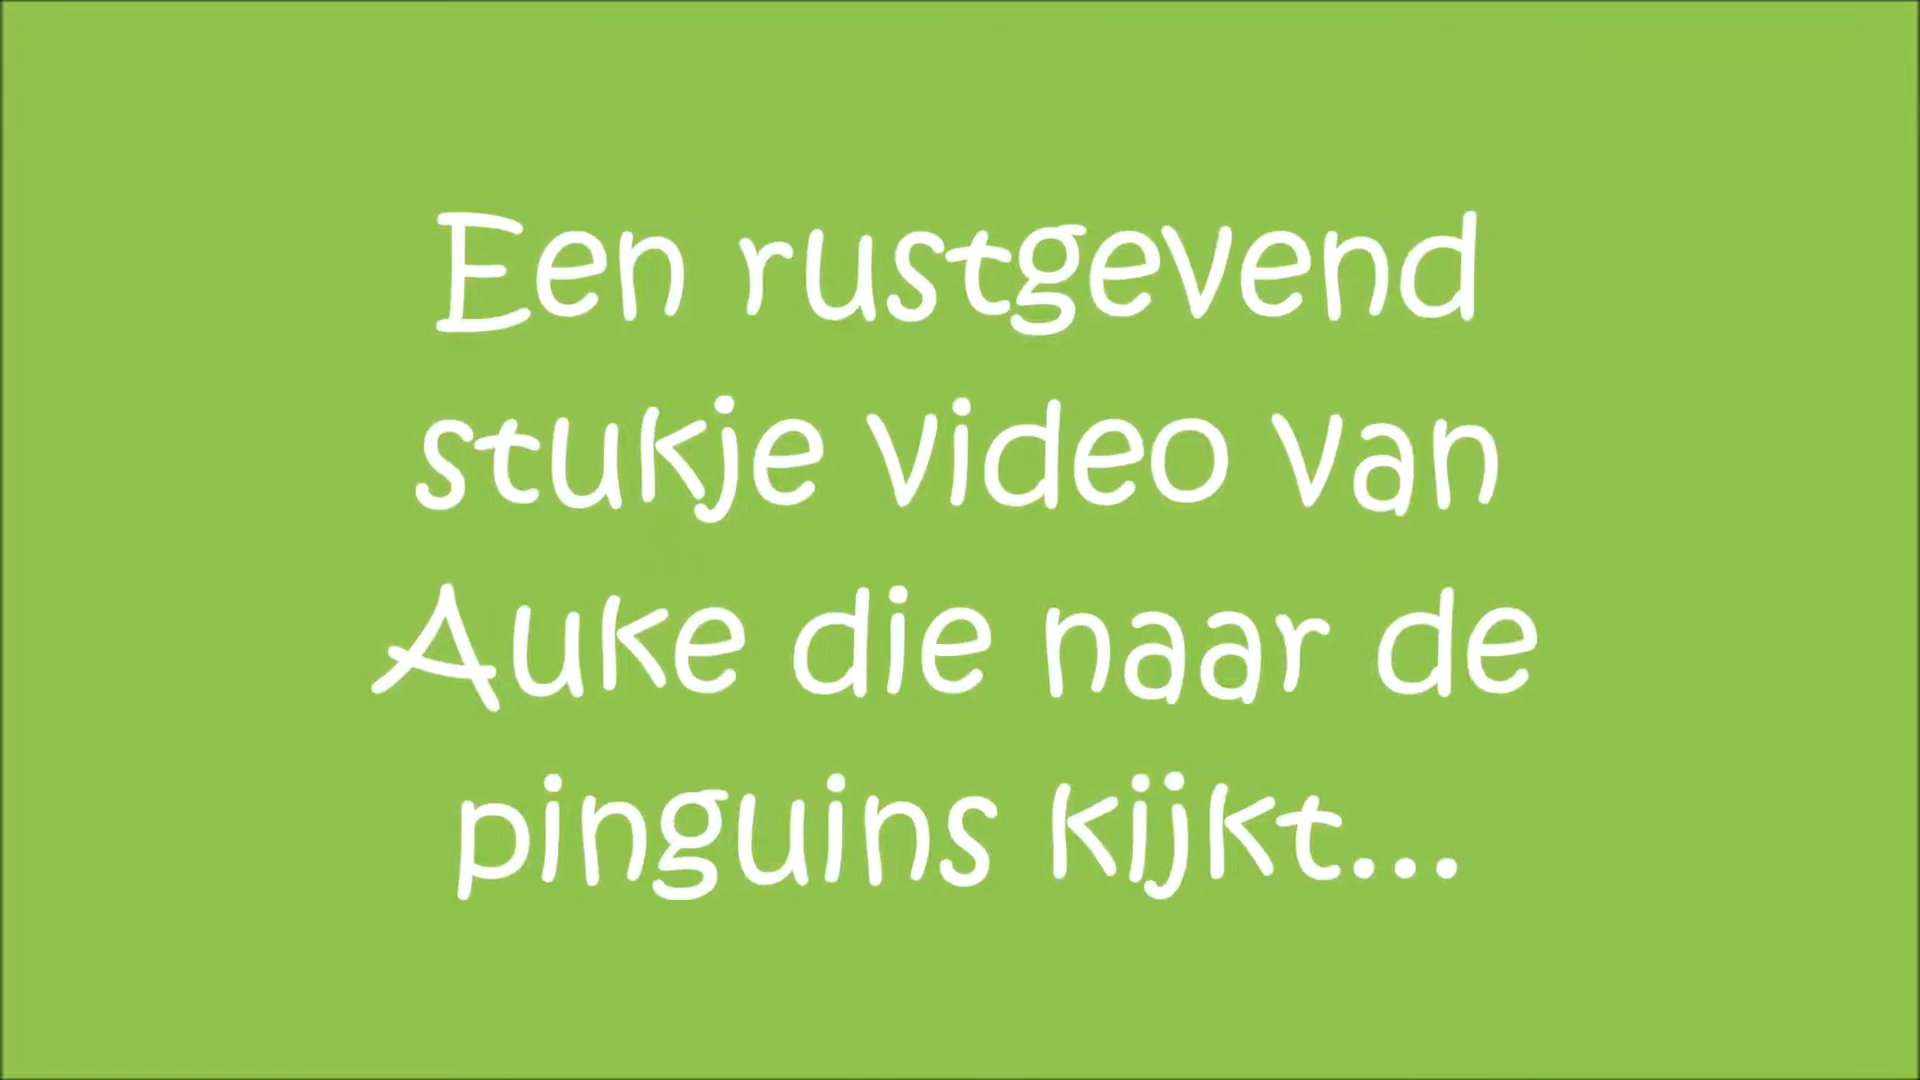 Een rustgevend
stukje video van
Auke die naar de
pinguins kijkt...